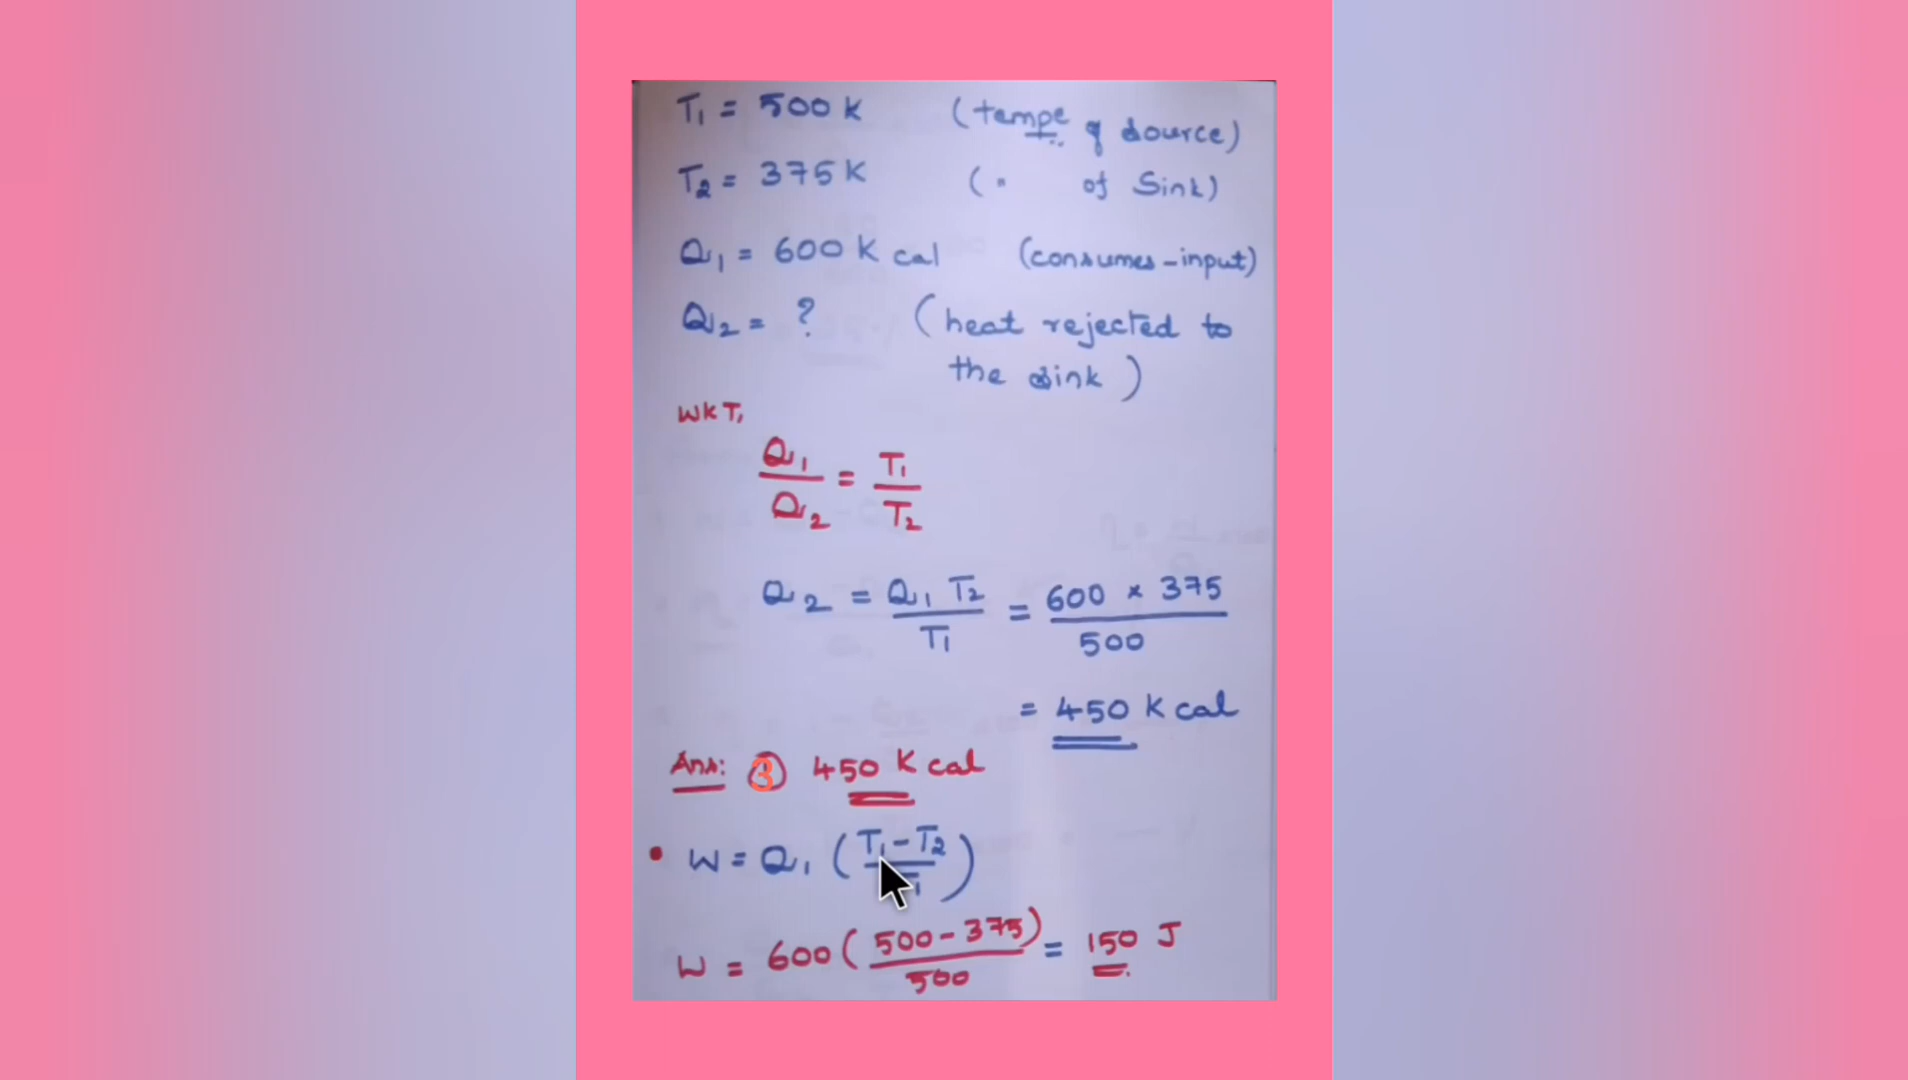 T₁ = 500 K (tempe of source)
T₂ = 375 K ( " of Sink)
Q₁ = 600 K cal (consumes - input)
Q₂ = ? (heat rejected to
the sink )
WKT,
Q₁/Q₂ = T₁/T₂
Q₂ = Q₁ T₂/T₁ = 600 × 375/500
= 450 K cal
Ans: ③ 450 K cal
• W = Q₁ (T₁ - T₂/T₁)
W = 600 (500 - 375/500) = 150 J